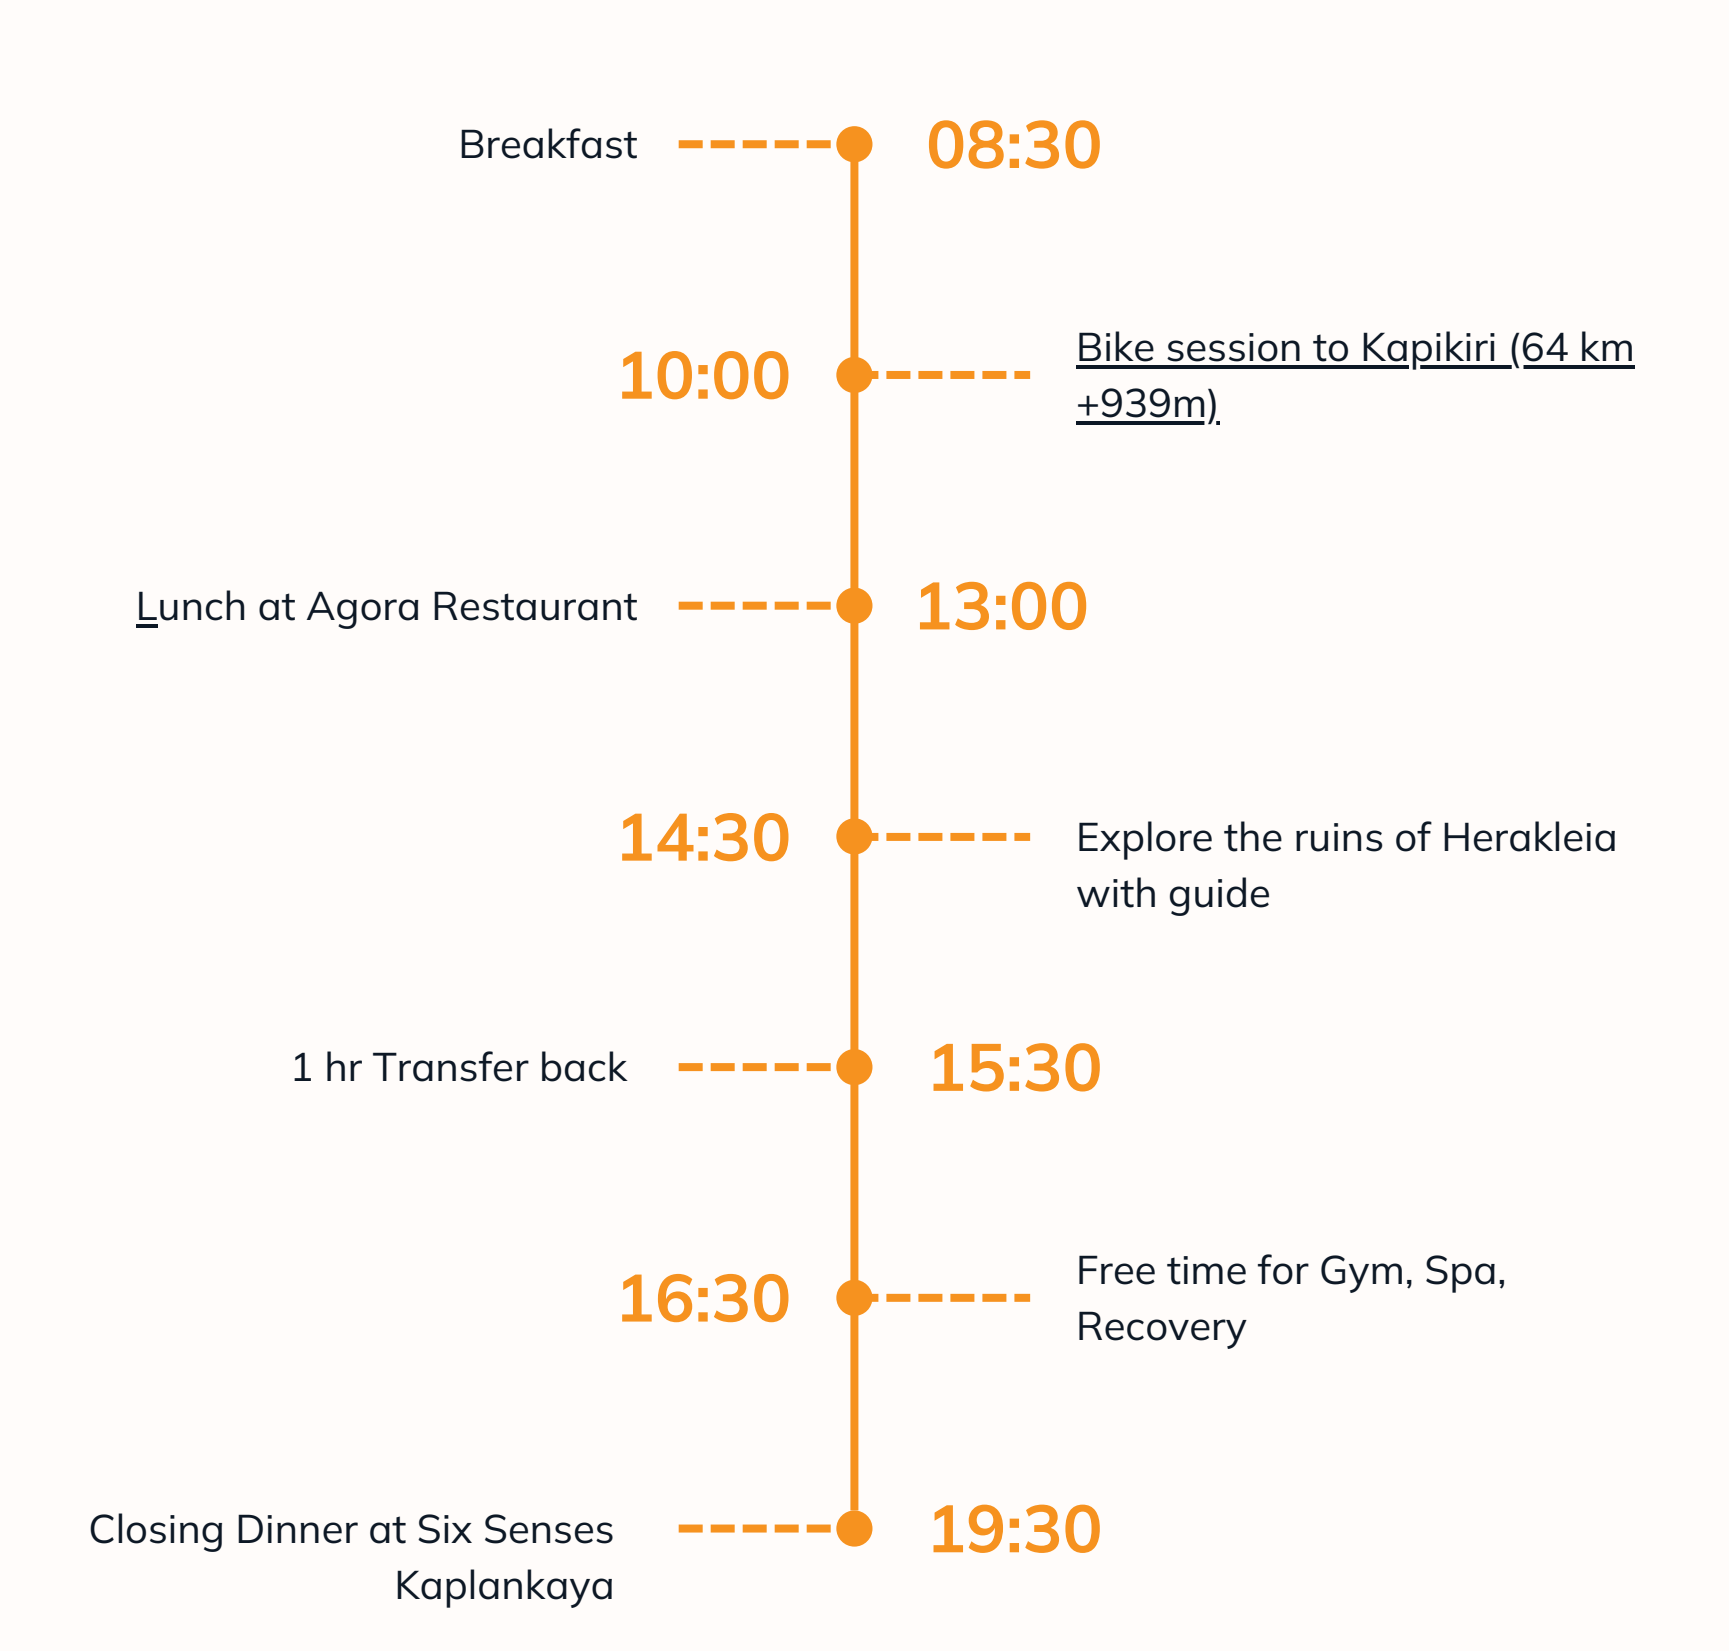 Breakfast
08:30
10:00
Bike session to Kapikiri (64 km
+939m)
Lunch at Agora Restaurant
13:00
14:30
Explore the ruins of Herakleia
with guide
1 hr Transfer back
15:30
16:30
Free time for Gym, Spa,
Recovery
Closing Dinner at Six Senses
Kaplankaya
19:30